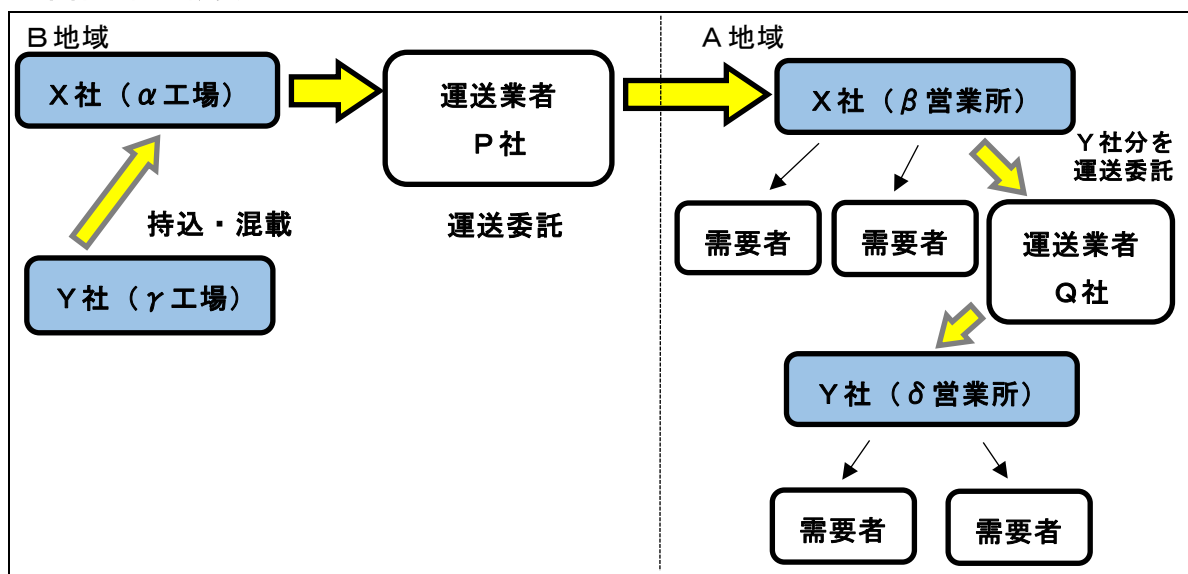 B地域
X社（α工場）
運送業者
P社
運送委託
持込・混載
Y社（γ工場）
A地域
X社（β営業所）
Y社分を
運送委託
需要者
需要者
運送業者
Q社
Y社（δ営業所）
需要者
需要者